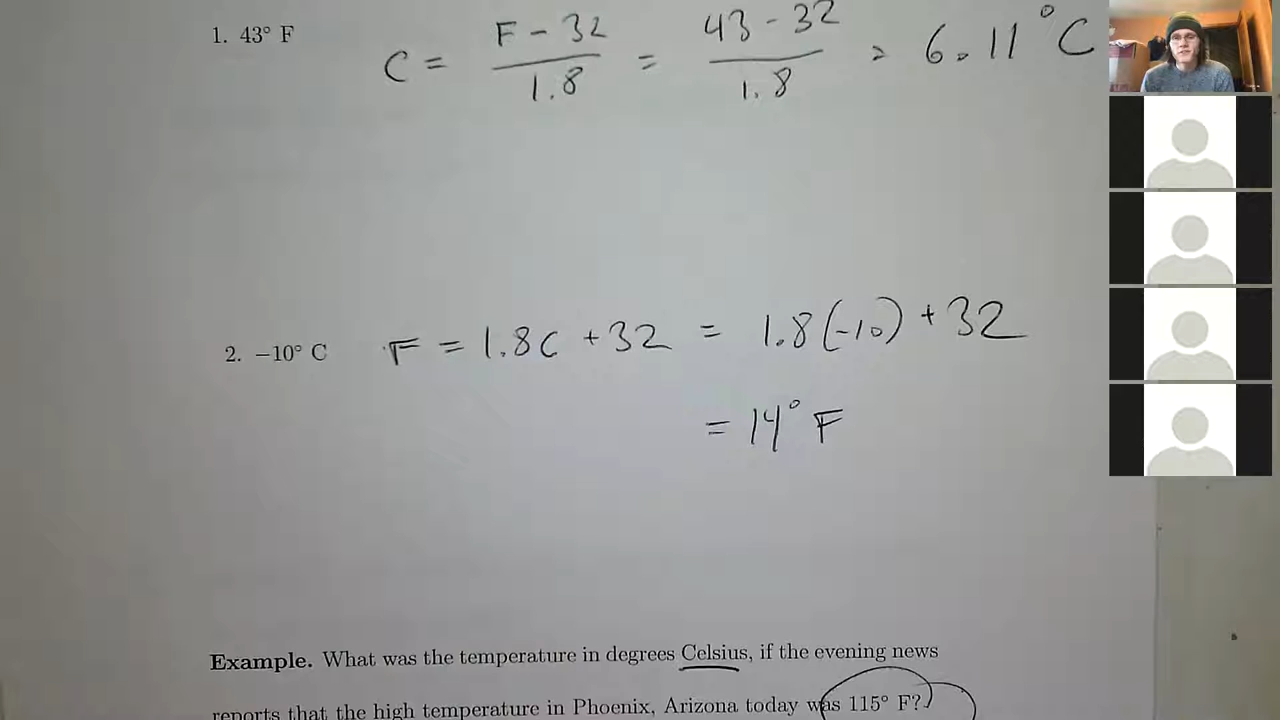 1. 43° F C = F - 32 / 1.8 = 43 - 32 / 1.8 = 6.11 °C
2. −10° C F = 1.8C + 32 = 1.8(-10) + 32
= 14° F
Example. What was the temperature in degrees Celsius, if the evening news
reports that the high temperature in Phoenix, Arizona today was 115° F?